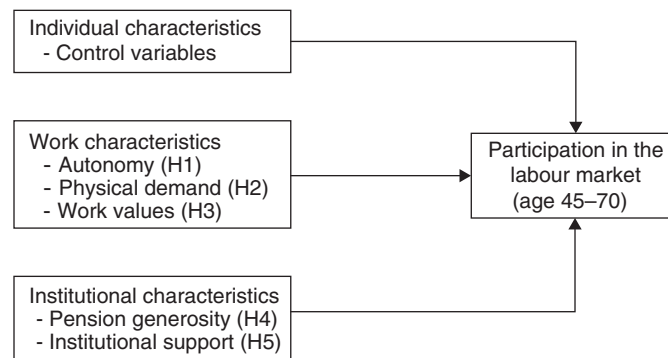 Individual characteristics
- Control variables
Work characteristics
- Autonomy (H1)
- Physical demand (H2)
- Work values (H3)
Participation in the
labour market
(age 45–70)
Institutional characteristics
- Pension generosity (H4)
- Institutional support (H5)